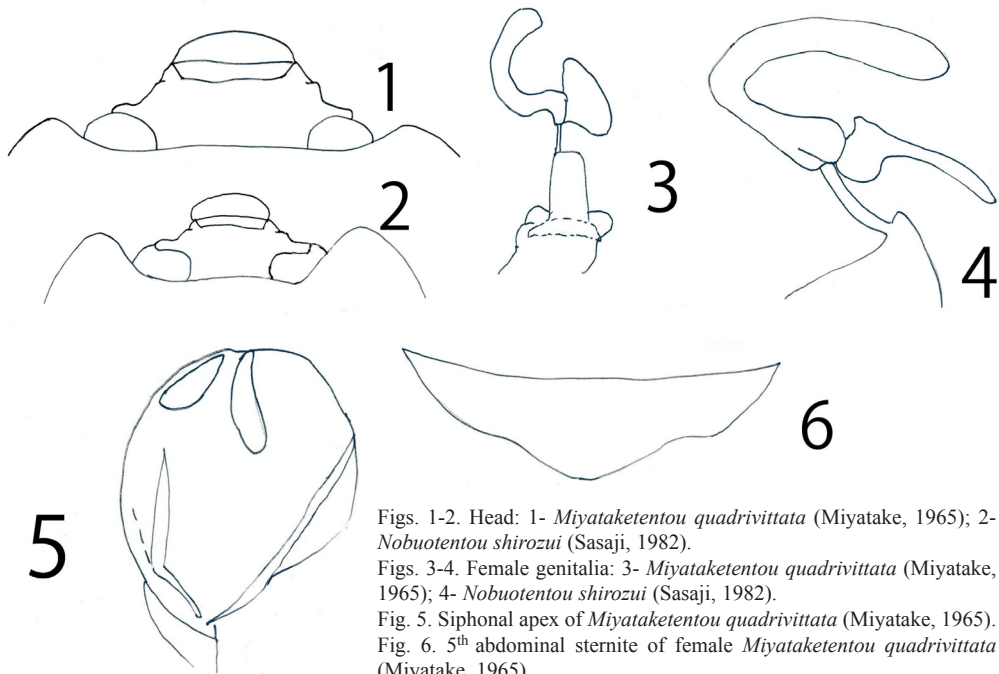 1
2
3
4
5
6
Figs. 1-2. Head: 1- Miyataketentou quadrivittata (Miyatake, 1965); 2-
Nobuotentou shirozui (Sasaji, 1982).
Figs. 3-4. Female genitalia: 3- Miyataketentou quadrivittata (Miyatake,
1965); 4- Nobuotentou shirozui (Sasaji, 1982).
Fig. 5. Siphonal apex of Miyataketentou quadrivittata (Miyatake, 1965).
Fig. 6. 5th abdominal sternite of female Miyataketentou quadrivittata
(Miyatake, 1965)